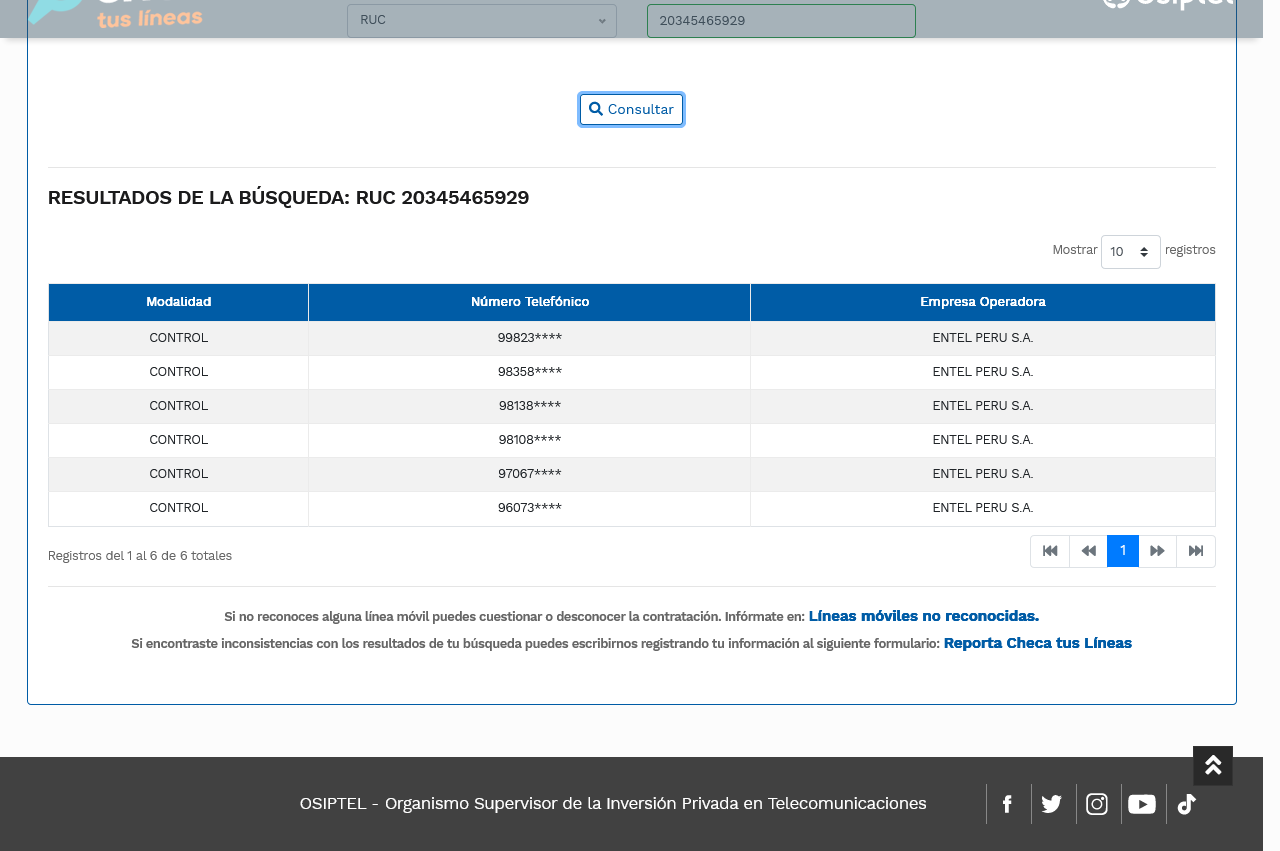 tus líneas
RUC
20345465929
Consultar
RESULTADOS DE LA BÚSQUEDA: RUC 20345465929
Mostrar 10 registros
Modalidad Número Telefónico Empresa Operadora
CONTROL 99823**** ENTEL PERU S.A.
CONTROL 98358**** ENTEL PERU S.A.
CONTROL 98138**** ENTEL PERU S.A.
CONTROL 98108**** ENTEL PERU S.A.
CONTROL 97067**** ENTEL PERU S.A.
CONTROL 96073**** ENTEL PERU S.A.
Registros del 1 al 6 de 6 totales
1
Si no reconoces alguna línea móvil puedes cuestionar o desconocer la contratación. Infórmate en: Líneas móviles no reconocidas.
Si encontraste inconsistencias con los resultados de tu búsqueda puedes escribirnos registrando tu información al siguiente formulario: Reporta Checa tus Líneas
OSIPTEL - Organismo Supervisor de la Inversión Privada en Telecomunicaciones